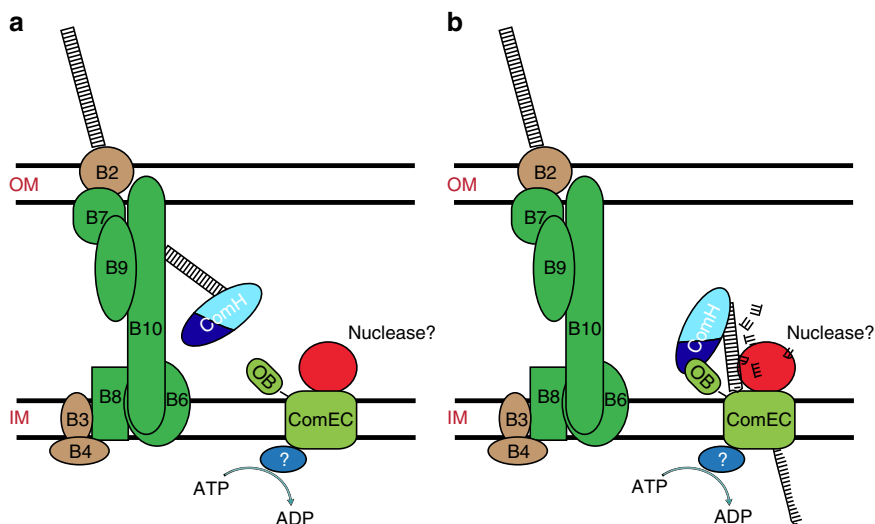 a
B2
OM
B7
B9
ComH
B10
Nuclease?
OB
B8
B6
IM
B3
ComEC
B4
?
ATP
ADP
b
B2
OM
B7
B9
ComH
B10
Nuclease?
OB
B8
B6
IM
B3
ComEC
B4
?
ATP
ADP